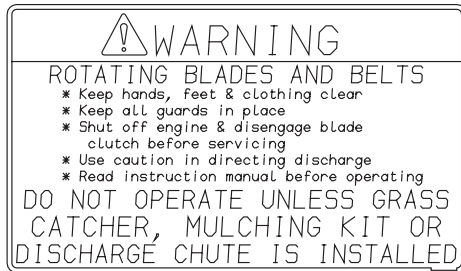 WARNING
ROTATING BLADES AND BELTS
* Keep hands, feet & clothing clear
* Keep all guards in place
* Shut off engine & disengage blade
clutch before servicing
* Use caution in directing discharge
* Read instruction manual before operating
DO NOT OPERATE UNLESS GRASS
CATCHER, MULCHING KIT OR
DISCHARGE CHUTE IS INSTALLED